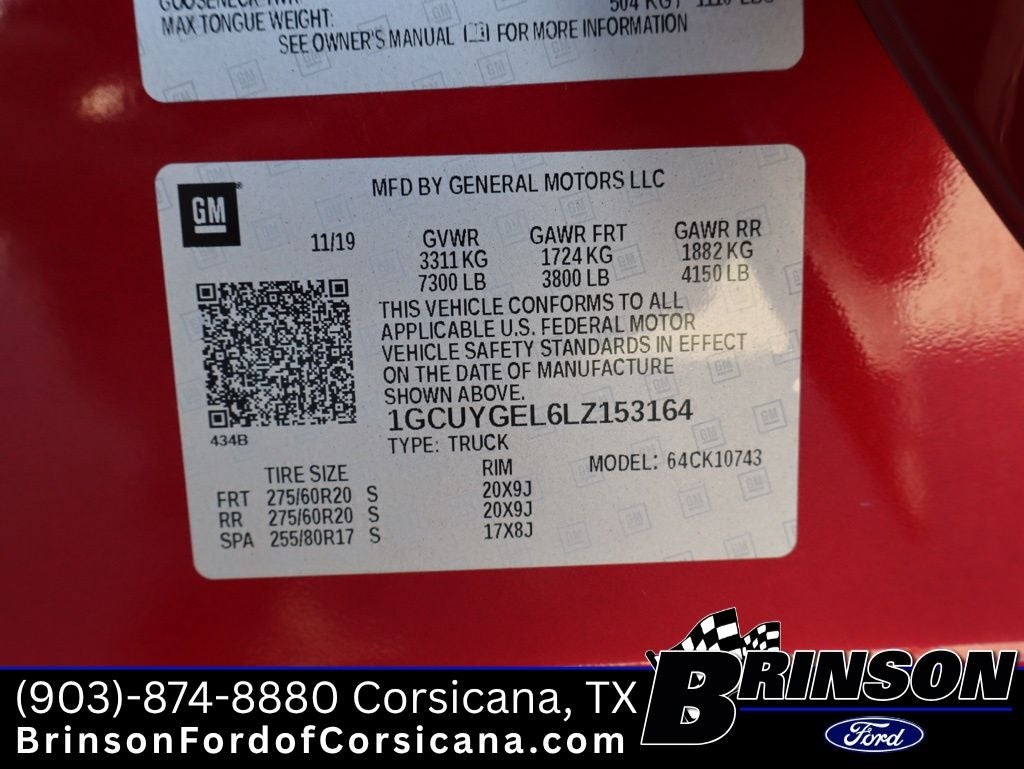 MAX TONGUE WEIGHT: 504 KG / 1110 LBS
SEE OWNER'S MANUAL FOR MORE INFORMATION
GM
MFD BY GENERAL MOTORS LLC
11/19
GVWR GAWR FRT GAWR RR
3311 KG 1724 KG 1882 KG
7300 LB 3800 LB 4150 LB
THIS VEHICLE CONFORMS TO ALL
APPLICABLE U.S. FEDERAL MOTOR
VEHICLE SAFETY STANDARDS IN EFFECT
ON THE DATE OF MANUFACTURE
SHOWN ABOVE.
1GCUYGEL6LZ153164
434B
TYPE: TRUCK
TIRE SIZE RIM MODEL: 64CK10743
FRT 275/60R20 S 20X9J
RR 275/60R20 S 20X9J
SPA 255/80R17 S 17X8J
(903)-874-8880 Corsicana, TX
BrinsonFordofCorsicana.com
BRINSON
Ford